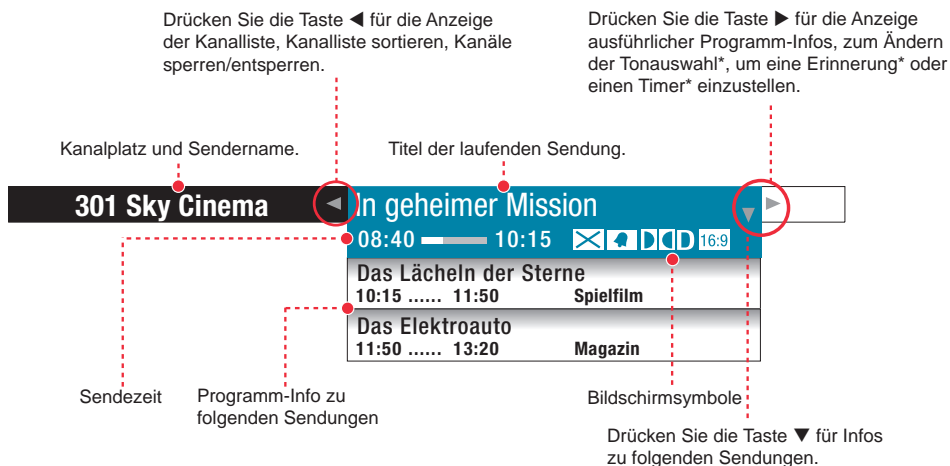 Drücken Sie die Taste ◀ für die Anzeige
der Kanalliste, Kanalliste sortieren, Kanäle
sperren/entsperren.
Drücken Sie die Taste ▶ für die Anzeige
ausführlicher Programm-Infos, zum Ändern
der Tonauswahl*, um eine Erinnerung* oder
einen Timer* einzustellen.
Kanalplatz und Sendername.
Titel der laufenden Sendung.
301 Sky Cinema
In geheimer Mission
08:40 10:15 16:9
Das Lächeln der Sterne
10:15 ...... 11:50 Spielfilm
Das Elektroauto
11:50 ...... 13:20 Magazin
Sendezeit
Programm-Info zu
folgenden Sendungen
Bildschirmsymbole
Drücken Sie die Taste ▼ für Infos
zu folgenden Sendungen.